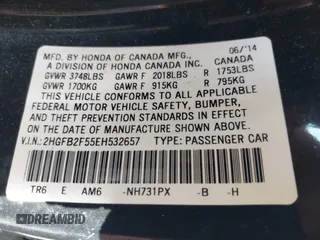 MFD. BY HONDA OF CANADA MFG., 06/'14
A DIVISION OF HONDA CANADA INC. CANADA
GVWR 3748LBS GAWR F 2018LBS R 1753LBS
GVWR 1700KG GAWR F 915KG R 795KG
THIS VEHICLE CONFORMS TO ALL APPLICABLE
FEDERAL MOTOR VEHICLE SAFETY, BUMPER,
AND THEFT PREVENTION STANDARDS IN
EFFECT ON THE DATE OF MANUFACTURE
SHOWN ABOVE.
V.I.N.:2HGFB2F55EH532657 TYPE:PASSENGER CAR
TR6 E AM6 -NH731PX -B -H
DREAMBID